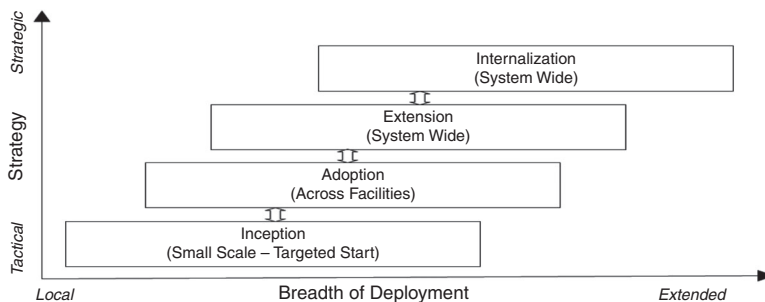 Strategic
Internalization
(System Wide)
Extension
(System Wide)
Strategy
Adoption
(Across Facilities)
Inception
(Small Scale – Targeted Start)
Tactical
Local
Breadth of Deployment
Extended